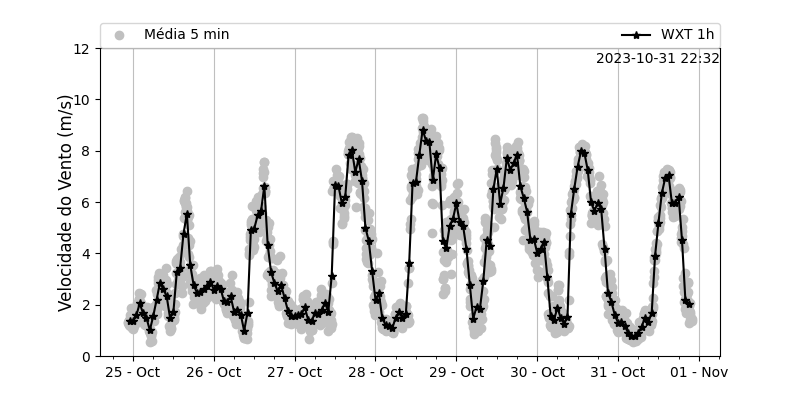 Média 5 min
WXT 1h
2023-10-31 22:32
Velocidade do Vento (m/s)
12
10
8
6
4
2
0
25 - Oct
26 - Oct
27 - Oct
28 - Oct
29 - Oct
30 - Oct
31 - Oct
01 - Nov